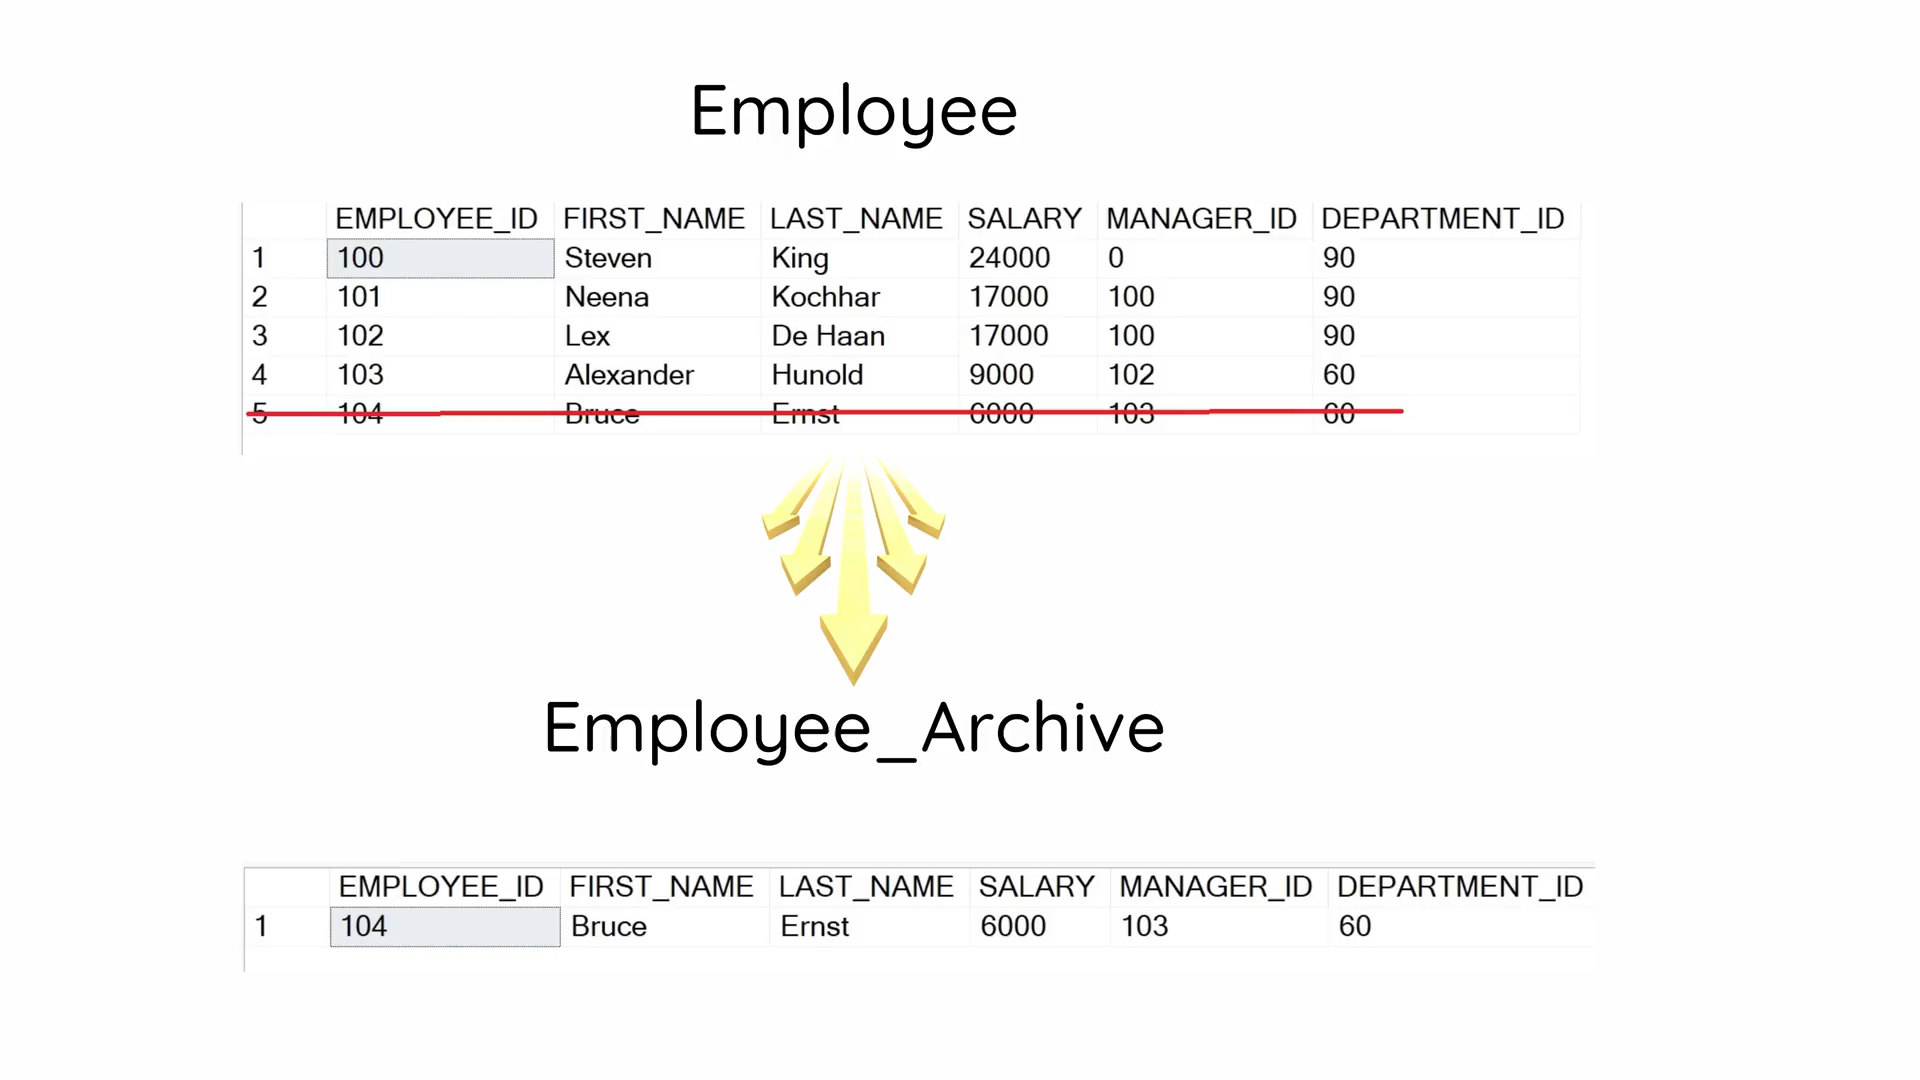 Employee
EMPLOYEE_ID FIRST_NAME LAST_NAME SALARY MANAGER_ID DEPARTMENT_ID
1 100 Steven King 24000 0 90
2 101 Neena Kochhar 17000 100 90
3 102 Lex De Haan 17000 100 90
4 103 Alexander Hunold 9000 102 60
5 104 Bruce Ernst 6000 103 60
Employee_Archive
EMPLOYEE_ID FIRST_NAME LAST_NAME SALARY MANAGER_ID DEPARTMENT_ID
1 104 Bruce Ernst 6000 103 60